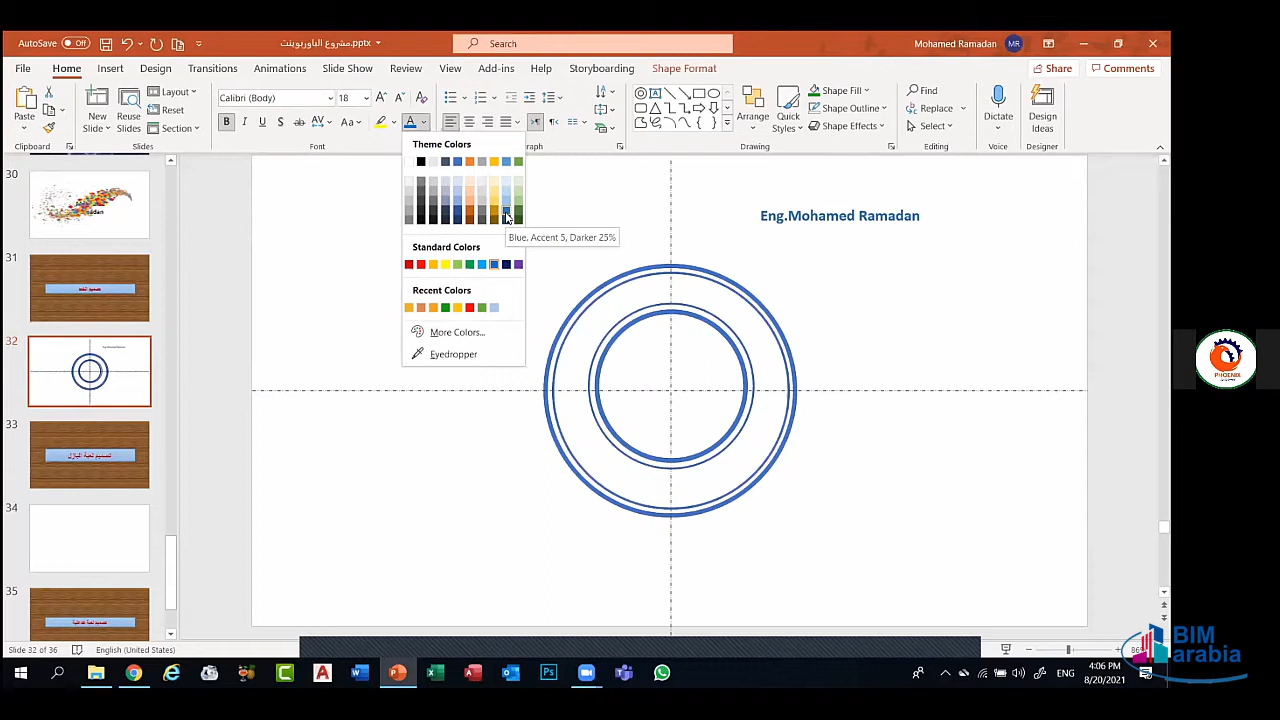 AutoSave Off مشروع الباوربوينت.pptx Search Mohamed Ramadan MR
File Home Insert Design Transitions Animations Slide Show Review View Add-ins Help Storyboarding Shape Format Share Comments
Paste New Slide Reuse Slides Layout Reset Section Calibri (Body) 18 Arrange Quick Styles Shape Fill Shape Outline Shape Effects Find Replace Select Dictate Design Ideas
Clipboard Slides Font Drawing Editing Voice Designer
Theme Colors
Blue, Accent 5, Darker 25%
Standard Colors
Recent Colors
More Colors...
Eyedropper
Eng.Mohamed Ramadan
30
31
32
33
تصميم لعبة البازل
34
35
PHOENIX
Slide 32 of 36 English (United States)
BIM
arabia
4:06 PM
ENG
8/20/2021